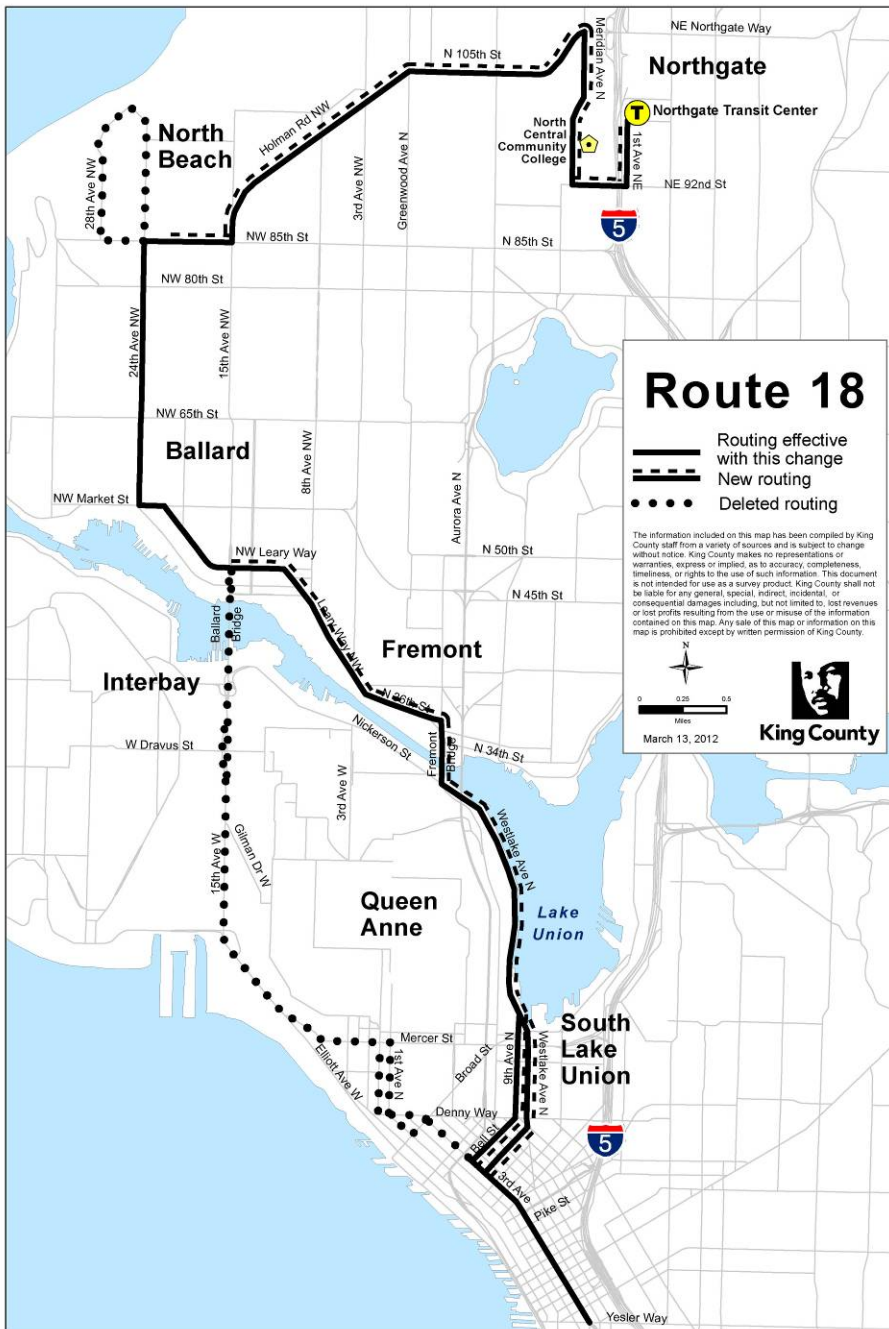 NE Northgate Way
Meridian Ave N
N 105th St
Northgate
Northgate Transit Center
T
North
Central
Community
College
1st Ave NE
NE 92nd St
North
Beach
Holman Rd NW
28th Ave NW
3rd Ave NW
Greenwood Ave N
5
NW 85th St
N 85th St
NW 80th St
24th Ave NW
15th Ave NW
NW 65th St
Ballard
8th Ave NW
Aurora Ave N
NW Market St
N 50th St
NW Leary Way
N 45th St
Ballard
Bridge
Leary Way NW
Fremont
Interbay
N 36th St
Nickerson St
N 34th St
Fremont
Bridge
W Dravus St
3rd Ave W
15th Ave W
Gilman Dr W
Westlake Ave N
Queen
Anne
Lake
Union
South
Lake
Union
Mercer St
Elliott Ave W
1st Ave N
Broad St
9th Ave N
Westlake Ave N
Denny Way
Bell St
5
3rd Ave
Pike St
Yesler Way
Route 18
Routing effective
with this change
New routing
Deleted routing
The information included on this map has been compiled by King
County staff from a variety of sources and is subject to change
without notice. King County makes no representations or
warranties, express or implied, as to accuracy, completeness,
timeliness, or rights to the use of such information. This document
is not intended for use as a survey product. King County shall not
be liable for any general, special, indirect, incidental, or
consequential damages including, but not limited to, lost revenues
or lost profits resulting from the use or misuse of the information
contained on this map. Any sale of this map or information on this
map is prohibited except by written permission of King County.
N
0 0.25 0.5
Miles
March 13, 2012
King County